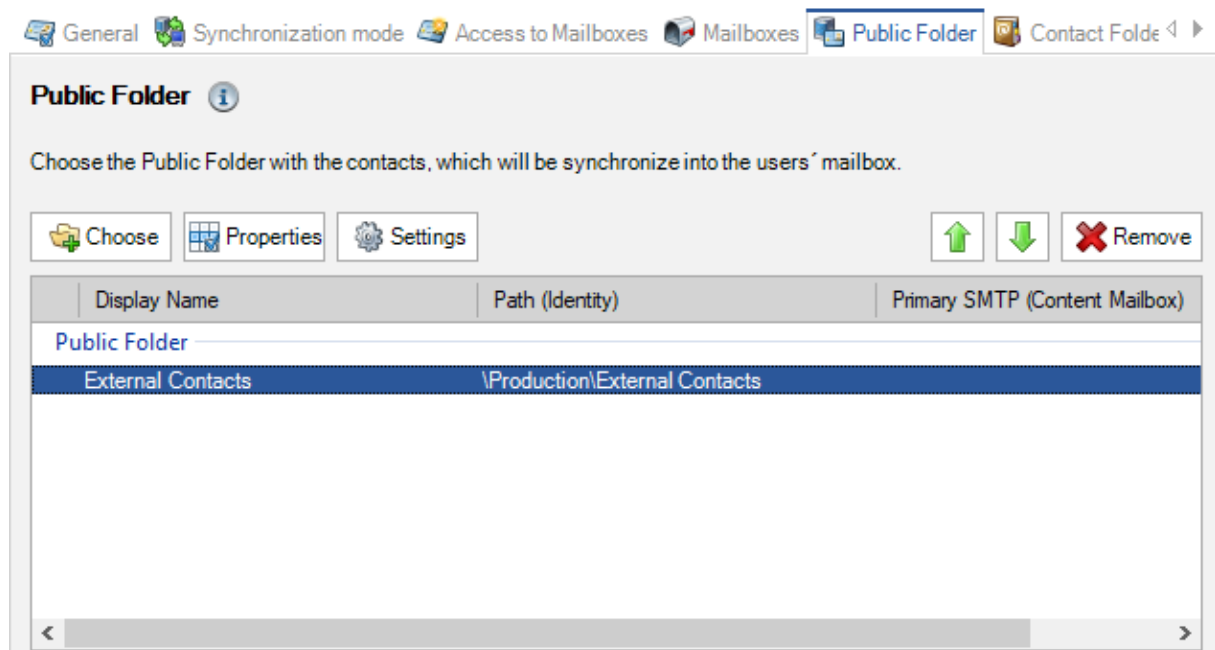 General Synchronization mode Access to Mailboxes Mailboxes Public Folder Contact Folde
Public Folder
Choose the Public Folder with the contacts, which will be synchronize into the users´ mailbox.
Choose Properties Settings Remove
Display Name Path (Identity) Primary SMTP (Content Mailbox)
Public Folder
External Contacts \Production\External Contacts